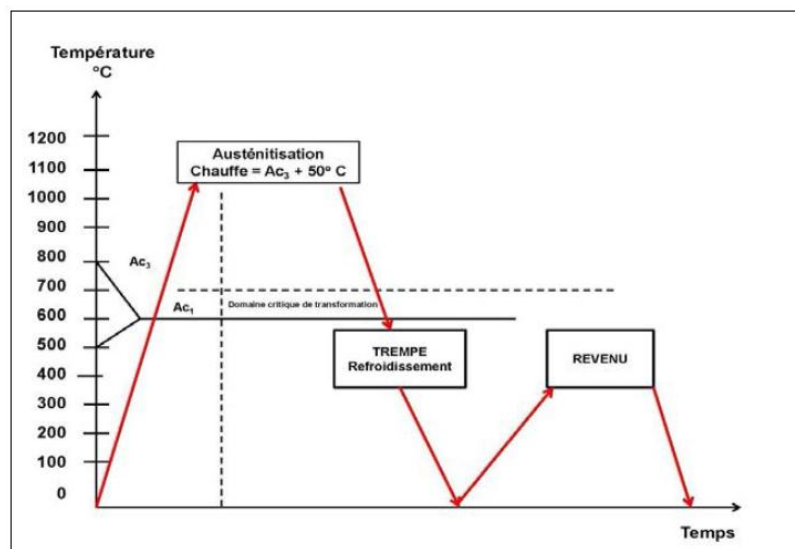 Température
°C
1200
1100
1000
900
800
700
600
500
400
300
200
100
0
Austénitisation
Chauffe = Ac₃ + 50° C
Ac₃
Ac₁
Domaine critique de transformation
TREMPE
Refroidissement
REVENU
Temps